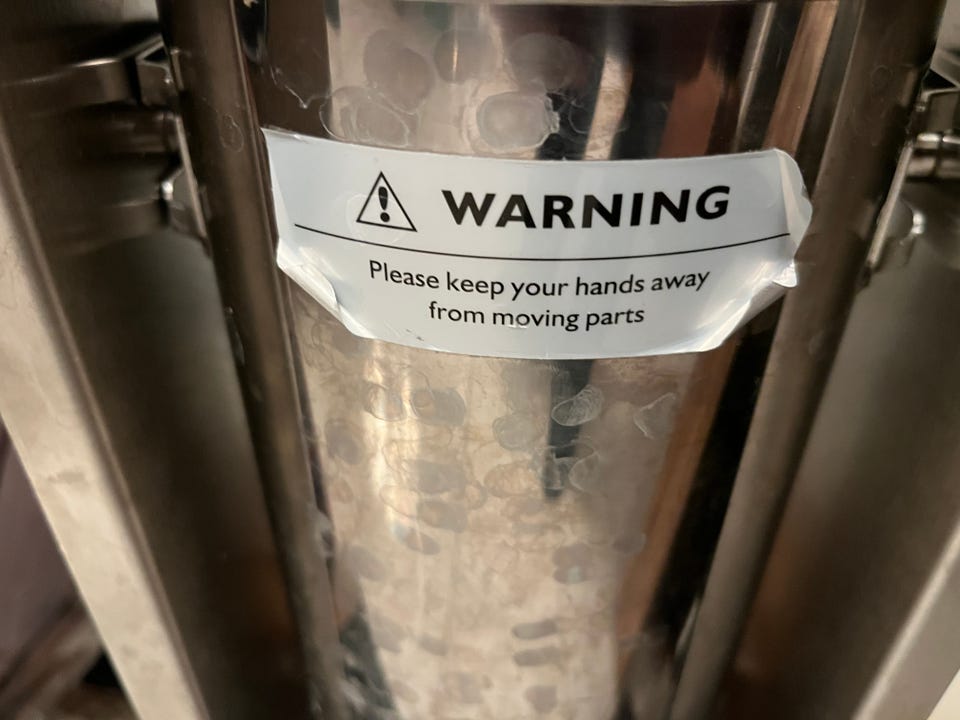 WARNING
Please keep your hands away
from moving parts